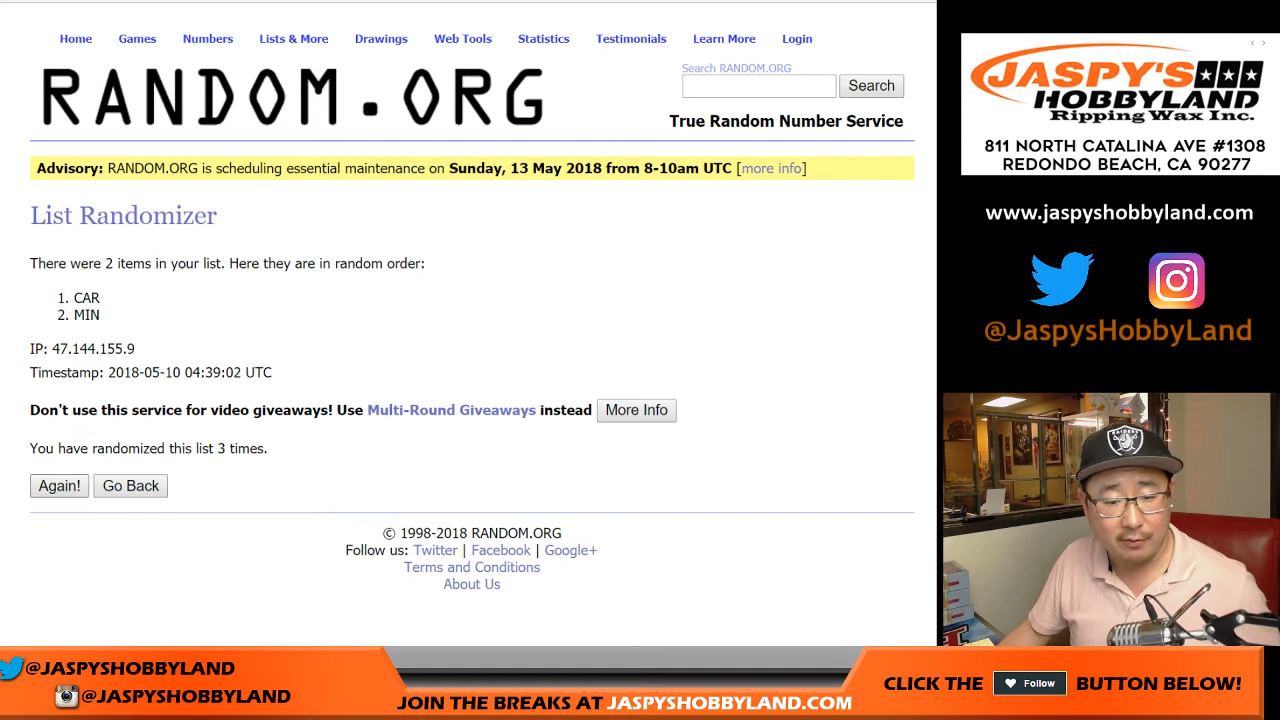 Home Games Numbers Lists & More Drawings Web Tools Statistics Testimonials Learn More Login
RANDOM.ORG
Search RANDOM.ORG
Search
True Random Number Service
Advisory: RANDOM.ORG is scheduling essential maintenance on Sunday, 13 May 2018 from 8-10am UTC [more info]
List Randomizer
There were 2 items in your list. Here they are in random order:
1. CAR
2. MIN
IP: 47.144.155.9
Timestamp: 2018-05-10 04:39:02 UTC
Don't use this service for video giveaways! Use Multi-Round Giveaways instead More Info
You have randomized this list 3 times.
Again! Go Back
© 1998-2018 RANDOM.ORG
Follow us: Twitter | Facebook | Google+
Terms and Conditions
About Us
JASPY'S
HOBBYLAND
Ripping Wax Inc.
811 NORTH CATALINA AVE #1308
REDONDO BEACH, CA 90277
www.jaspyshobbyland.com
@JaspysHobbyLand
RAIDERS
@JASPYSHOBBYLAND
@JASPYSHOBBYLAND
JOIN THE BREAKS AT JASPYSHOBBYLAND.COM
CLICK THE Follow BUTTON BELOW!